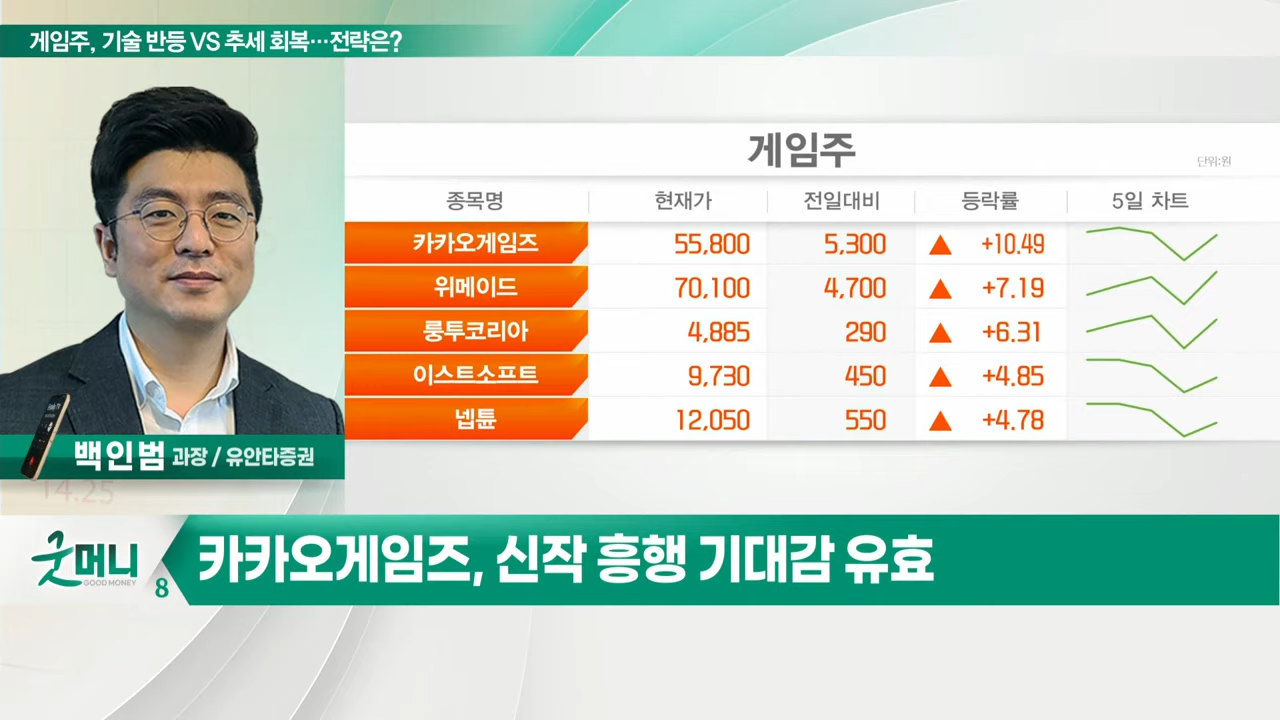 게임주, 기술 반등 VS 추세 회복…전략은?
게임주
단위:원
종목명 현재가 전일대비 등락률 5일 차트
카카오게임즈 55,800 5,300 ▲ +10.49
위메이드 70,100 4,700 ▲ +7.19
룽투코리아 4,885 290 ▲ +6.31
이스트소프트 9,730 450 ▲ +4.85
넵튠 12,050 550 ▲ +4.78
백인범 과장 / 유안타증권
14.25
굿머니
GOOD MONEY
8
카카오게임즈, 신작 흥행 기대감 유효